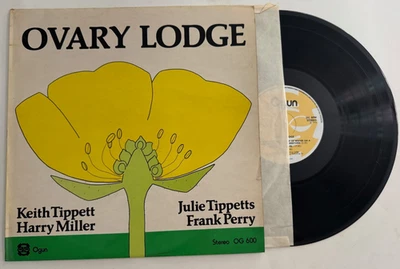 OVARY LODGE
Keith Tippett
Harry Miller
Julie Tippetts
Frank Perry
Ogun
Stereo OG 600